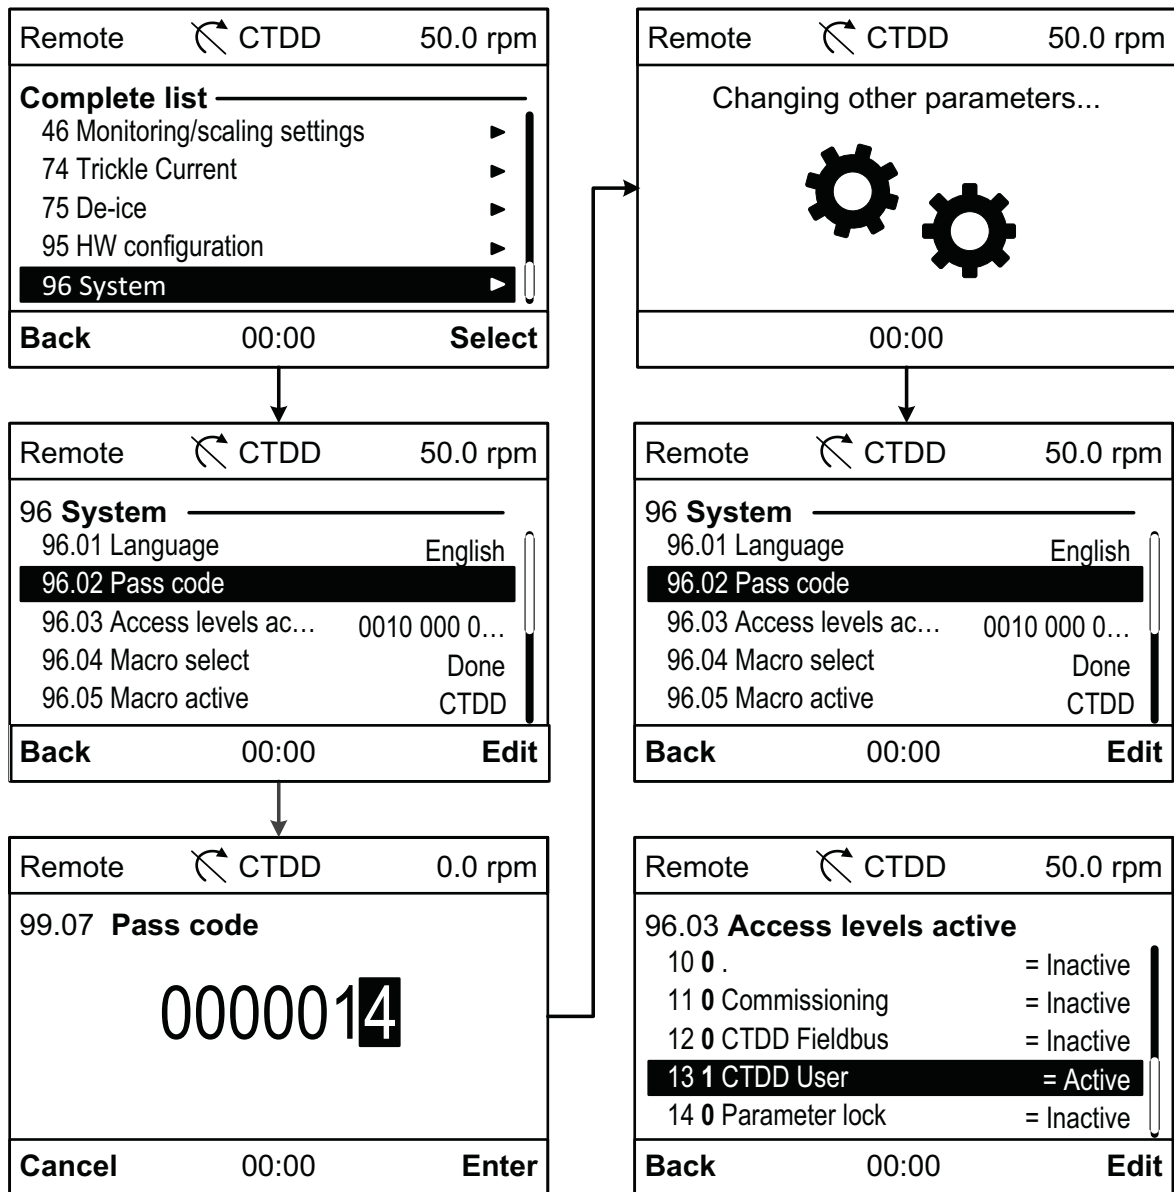 Remote CTDD 50.0 rpm
Complete list
46 Monitoring/scaling settings
74 Trickle Current
75 De-ice
95 HW configuration
96 System
Back 00:00 Select
Remote CTDD 50.0 rpm
96 System
96.01 Language English
96.02 Pass code
96.03 Access levels ac... 0010 000 0...
96.04 Macro select Done
96.05 Macro active CTDD
Back 00:00 Edit
Remote CTDD 0.0 rpm
99.07 Pass code
0000014
Cancel 00:00 Enter
Remote CTDD 50.0 rpm
Changing other parameters...
00:00
Remote CTDD 50.0 rpm
96 System
96.01 Language English
96.02 Pass code
96.03 Access levels ac... 0010 000 0...
96.04 Macro select Done
96.05 Macro active CTDD
Back 00:00 Edit
Remote CTDD 50.0 rpm
96.03 Access levels active
10 0 . = Inactive
11 0 Commissioning = Inactive
12 0 CTDD Fieldbus = Inactive
13 1 CTDD User = Active
14 0 Parameter lock = Inactive
Back 00:00 Edit